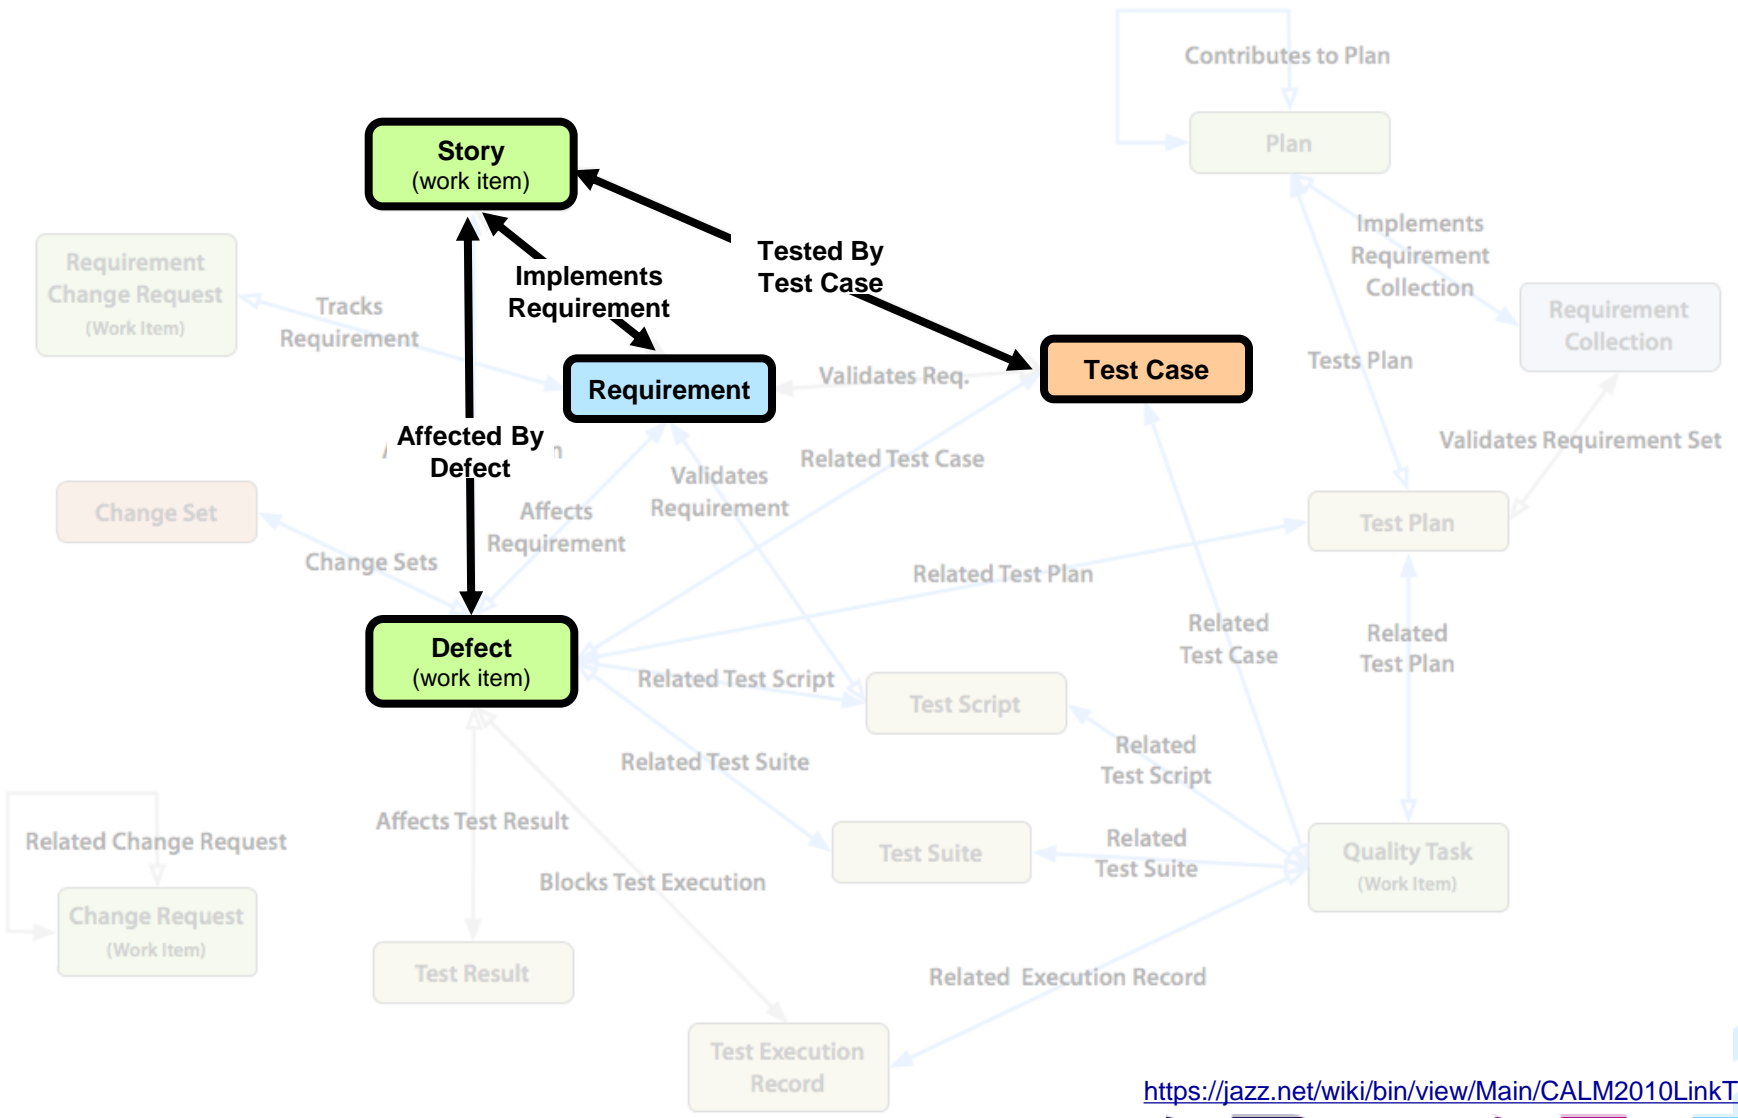 Contributes to Plan
Plan
Story
(work item)
Implements
Requirement
Collection
Tested By
Test Case
Requirement
Change Request
(Work Item)
Implements
Requirement
Tracks
Requirement
Requirement
Collection
Tests Plan
Requirement
Validates Req.
Test Case
Affected By
Defect
Related Test Case
Validates Requirement Set
Validates
Requirement
Change Set
Affects
Requirement
Test Plan
Change Sets
Related Test Plan
Defect
(work item)
Related
Test Case
Related
Test Plan
Related Test Script
Test Script
Related Test Suite
Related
Test Script
Affects Test Result
Related Change Request
Test Suite
Related
Test Suite
Quality Task
(Work Item)
Blocks Test Execution
Change Request
(Work Item)
Test Result
Related Execution Record
Test Execution
Record
https://jazz.net/wiki/bin/view/Main/CALM2010LinkT